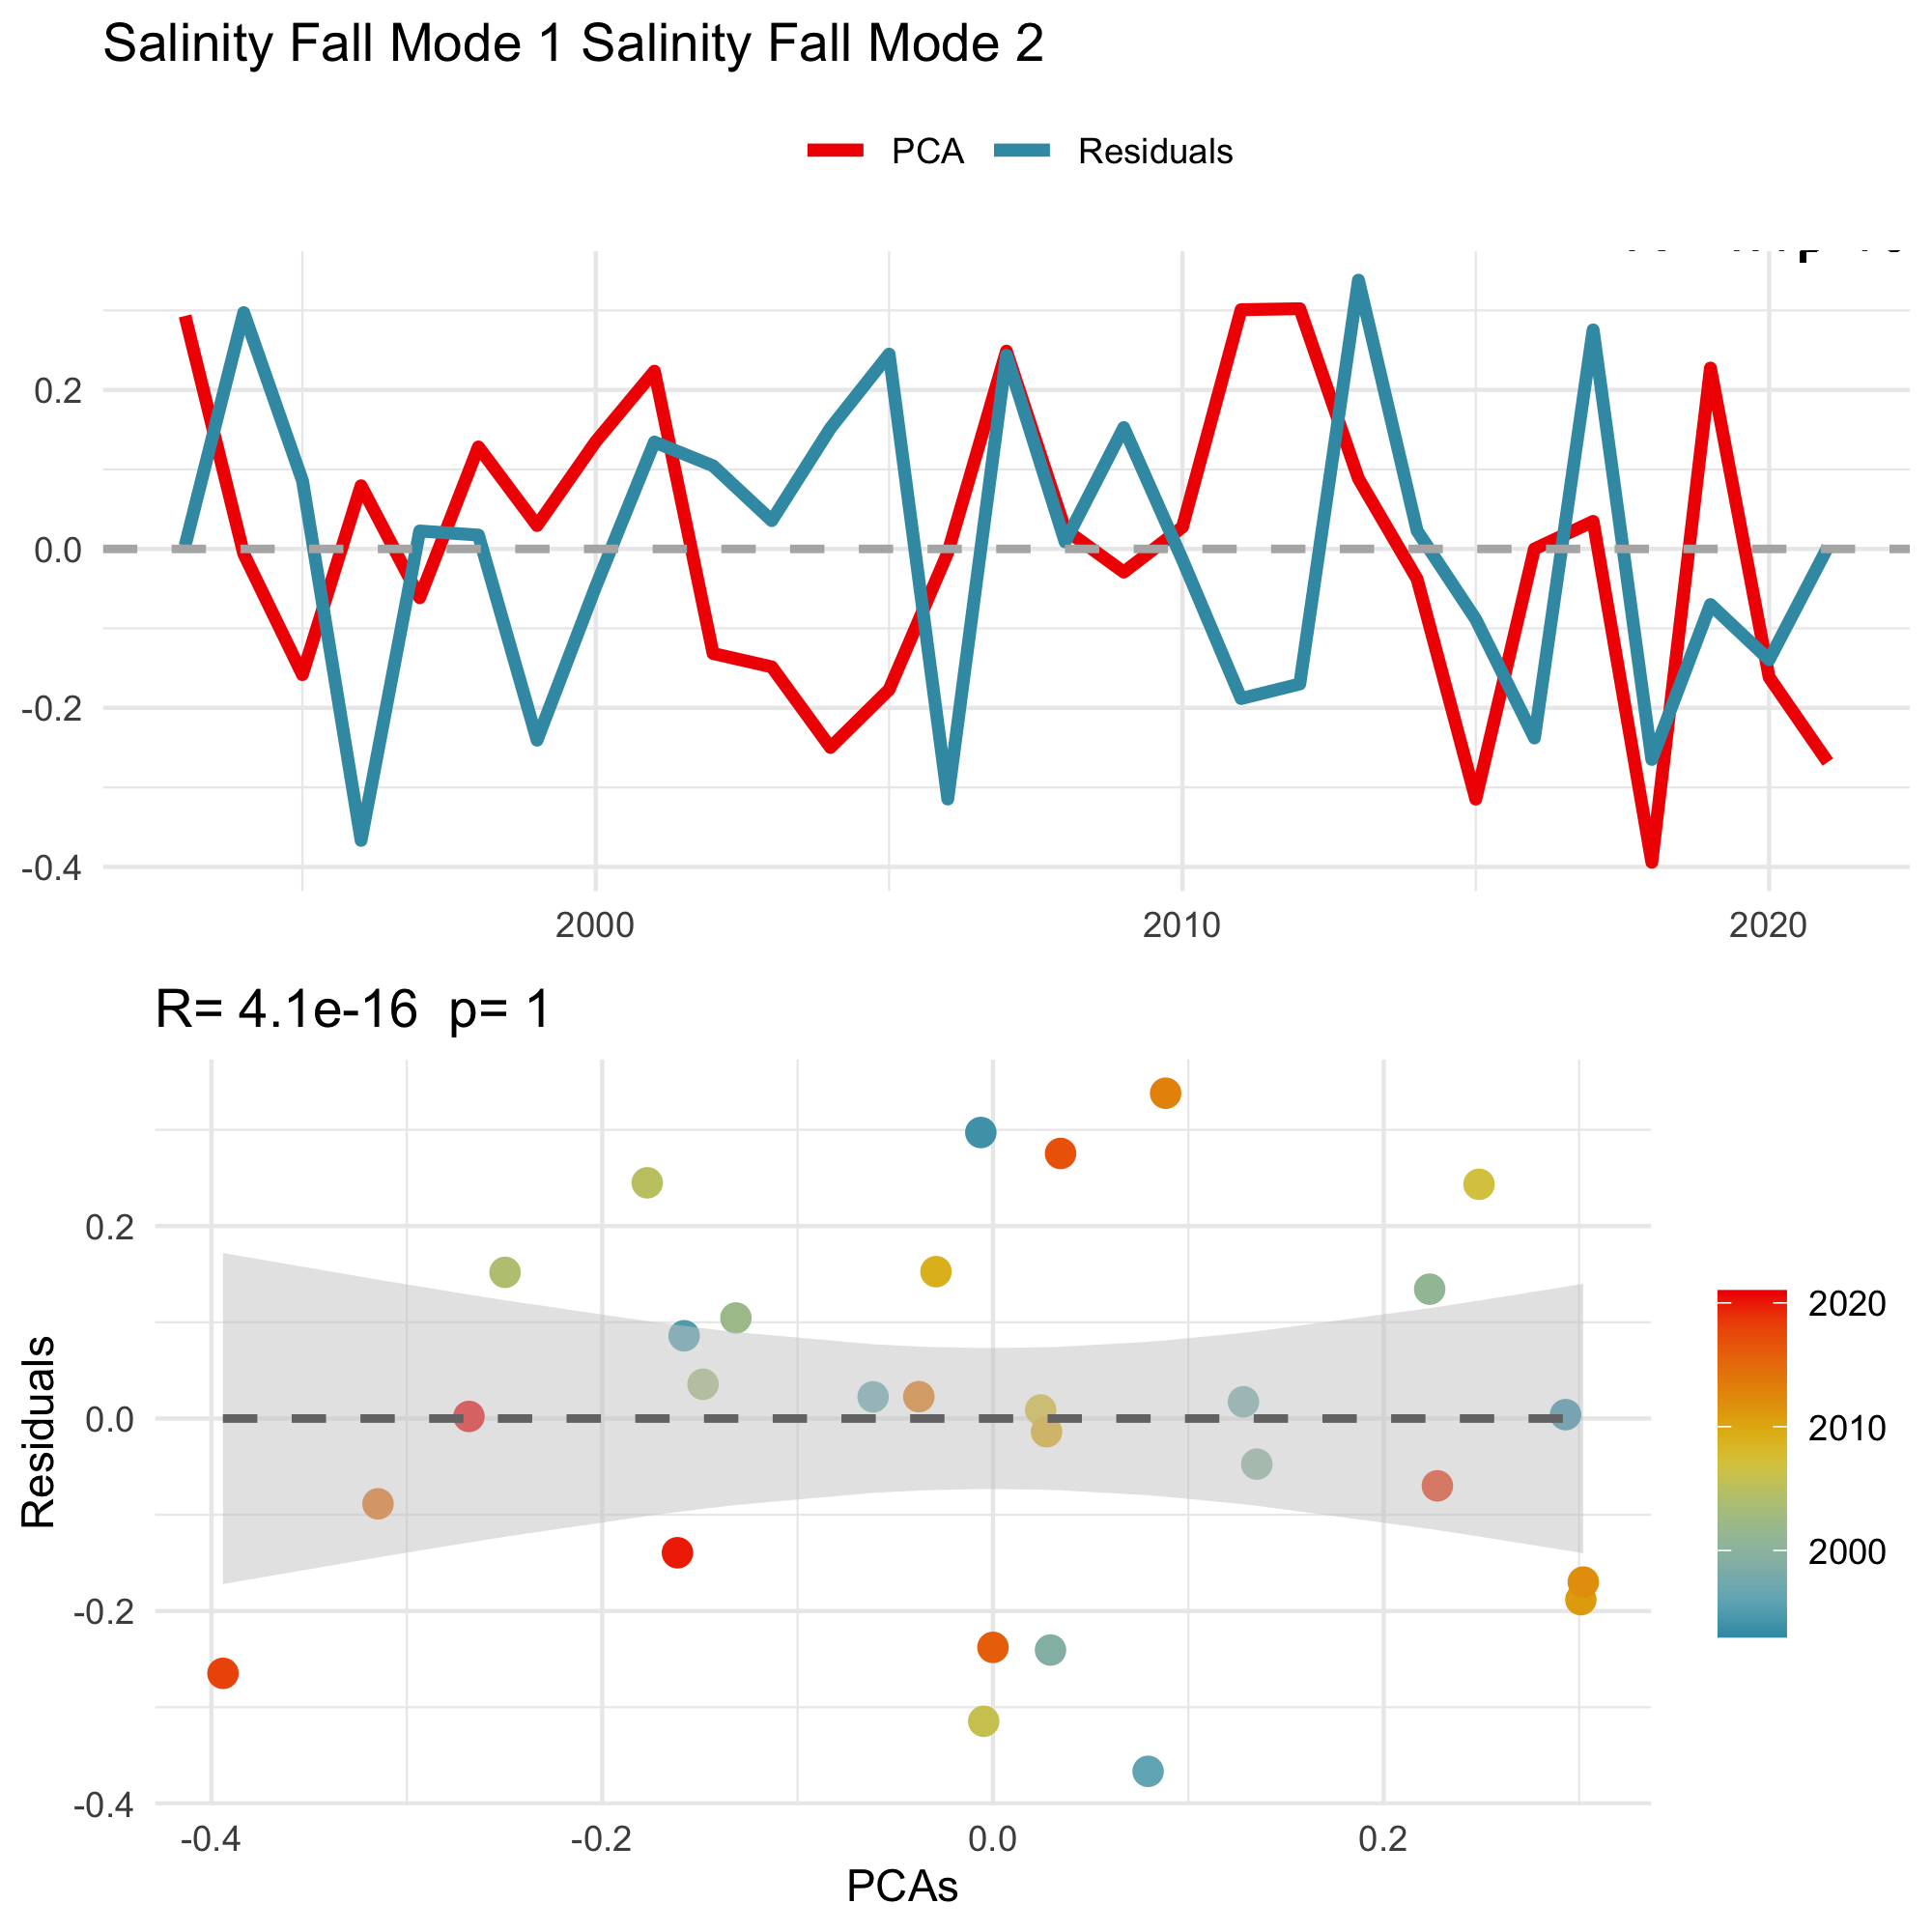 Salinity Fall Mode 1 Salinity Fall Mode 2
PCA Residuals
0.2
0.0
-0.2
-0.4
2000 2010 2020
R= 4.1e-16 p= 1
Residuals
0.2
0.0
-0.2
-0.4
-0.4 -0.2 0.0 0.2
PCAs
2020
2010
2000